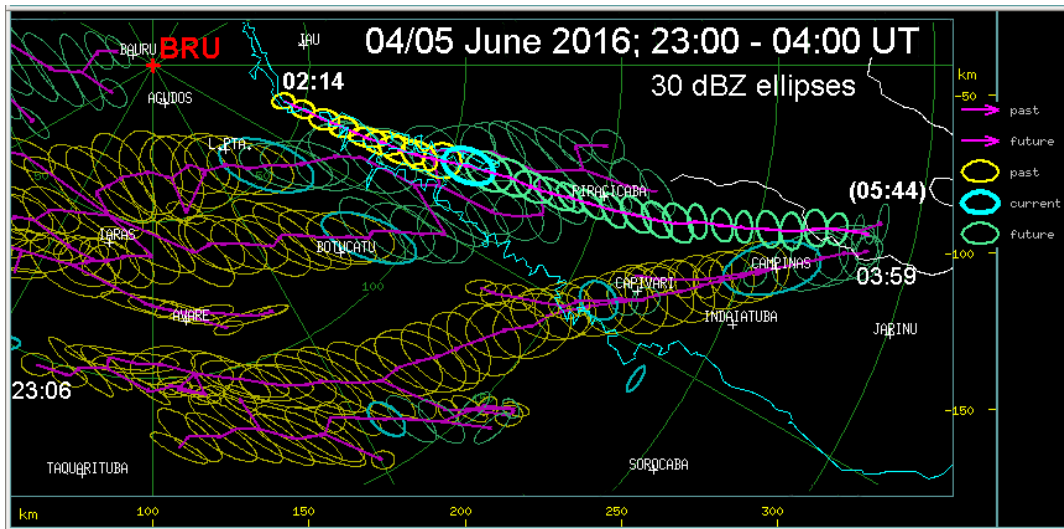 04/05 June 2016; 23:00 - 04:00 UT
30 dBZ ellipses
BAURU
BRU
JAU
02:14
AGUDOS
L.PTA.
PIRACICABA
(05:44)
IARAS
BOTUCATU
CAMPINAS
03:59
CAPIVARI
100
AVARE
INDAIATUBA
JARINU
23:06
TAQUARITUBA
SOROCABA
km
-50
-100
-150
past
future
past
current
future
km
100
150
200
250
300